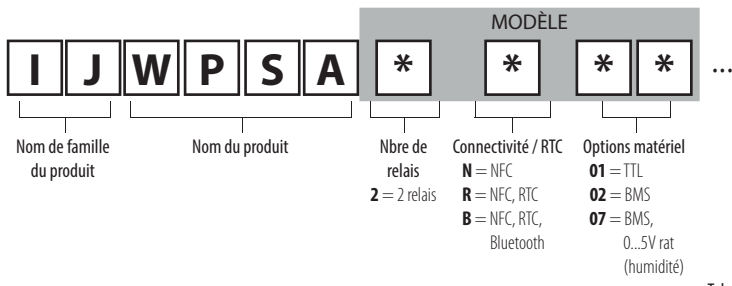 MODÈLE
I J W P S A * * * * ...
Nom de famille du produit
Nom du produit
Nbre de relais
2 = 2 relais
Connectivité / RTC
N = NFC
R = NFC, RTC
B = NFC, RTC, Bluetooth
Options matériel
01 = TTL
02 = BMS
07 = BMS, 0...5V rat (humidité)